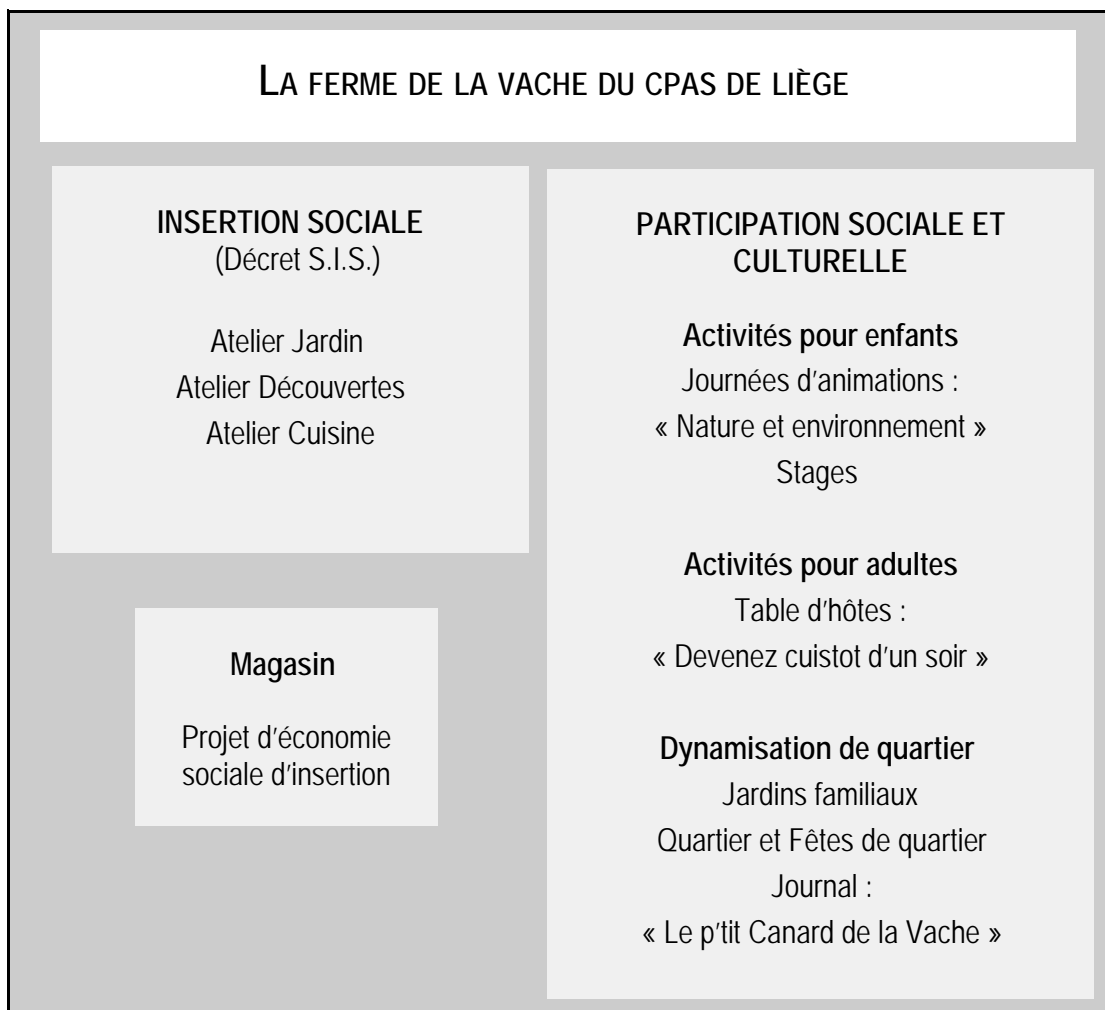 LA FERME DE LA VACHE DU CPAS DE LIÈGE
INSERTION SOCIALE
(Décret S.I.S.)
Atelier Jardin
Atelier Découvertes
Atelier Cuisine
Magasin
Projet d'économie
sociale d'insertion
PARTICIPATION SOCIALE ET
CULTURELLE
Activités pour enfants
Journées d'animations :
« Nature et environnement »
Stages
Activités pour adultes
Table d'hôtes :
« Devenez cuistot d'un soir »
Dynamisation de quartier
Jardins familiaux
Quartier et Fêtes de quartier
Journal :
« Le p'tit Canard de la Vache »